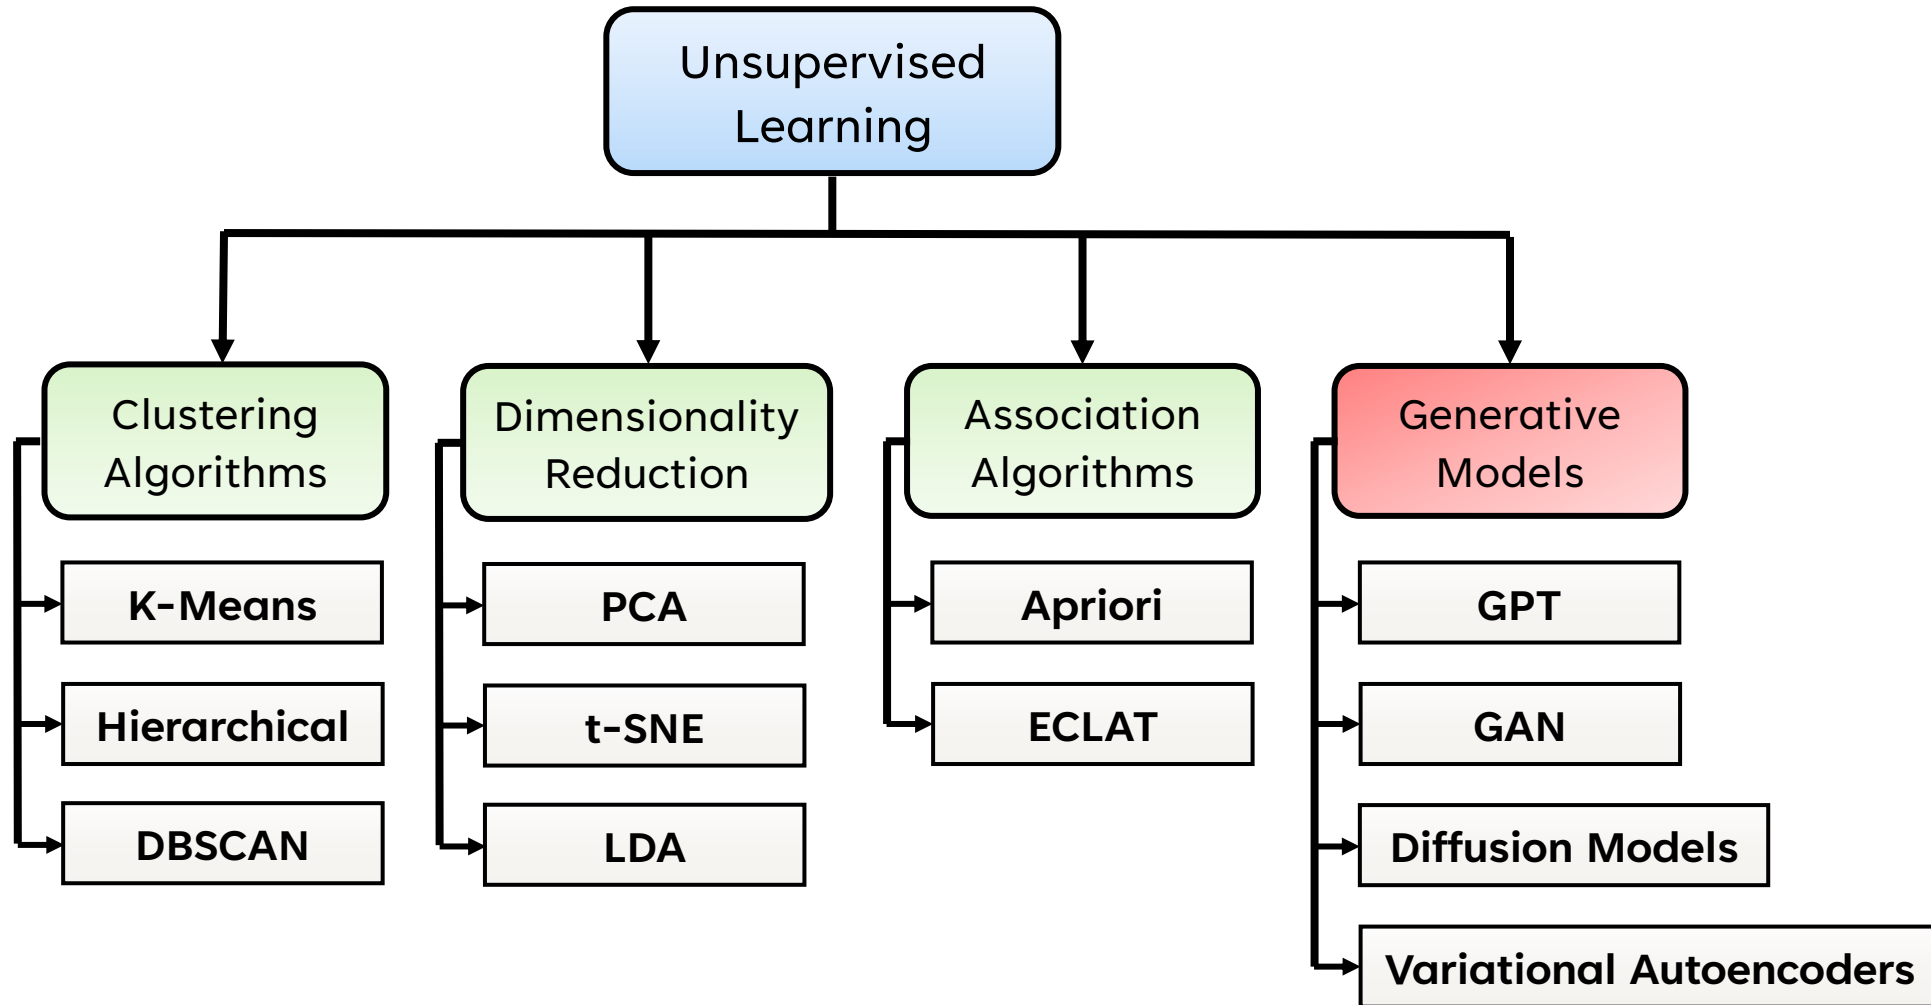 Unsupervised
Learning
Clustering
Algorithms
K-Means
Hierarchical
DBSCAN
Dimensionality
Reduction
PCA
t-SNE
LDA
Association
Algorithms
Apriori
ECLAT
Generative
Models
GPT
GAN
Diffusion Models
Variational Autoencoders